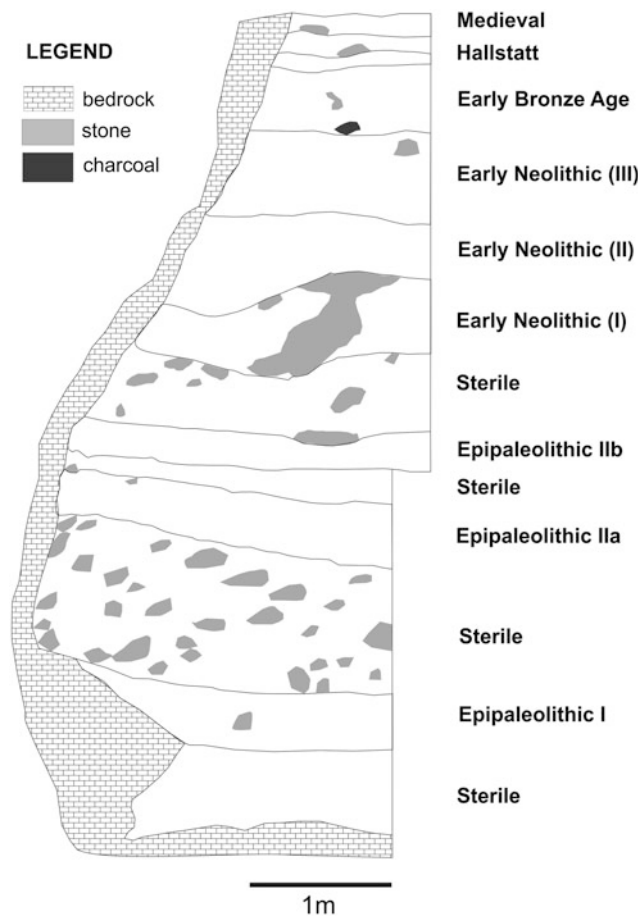 LEGEND
bedrock
stone
charcoal
Medieval
Hallstatt
Early Bronze Age
Early Neolithic (III)
Early Neolithic (II)
Early Neolithic (I)
Sterile
Epipaleolithic IIb
Sterile
Epipaleolithic IIa
Sterile
Epipaleolithic I
Sterile
1m